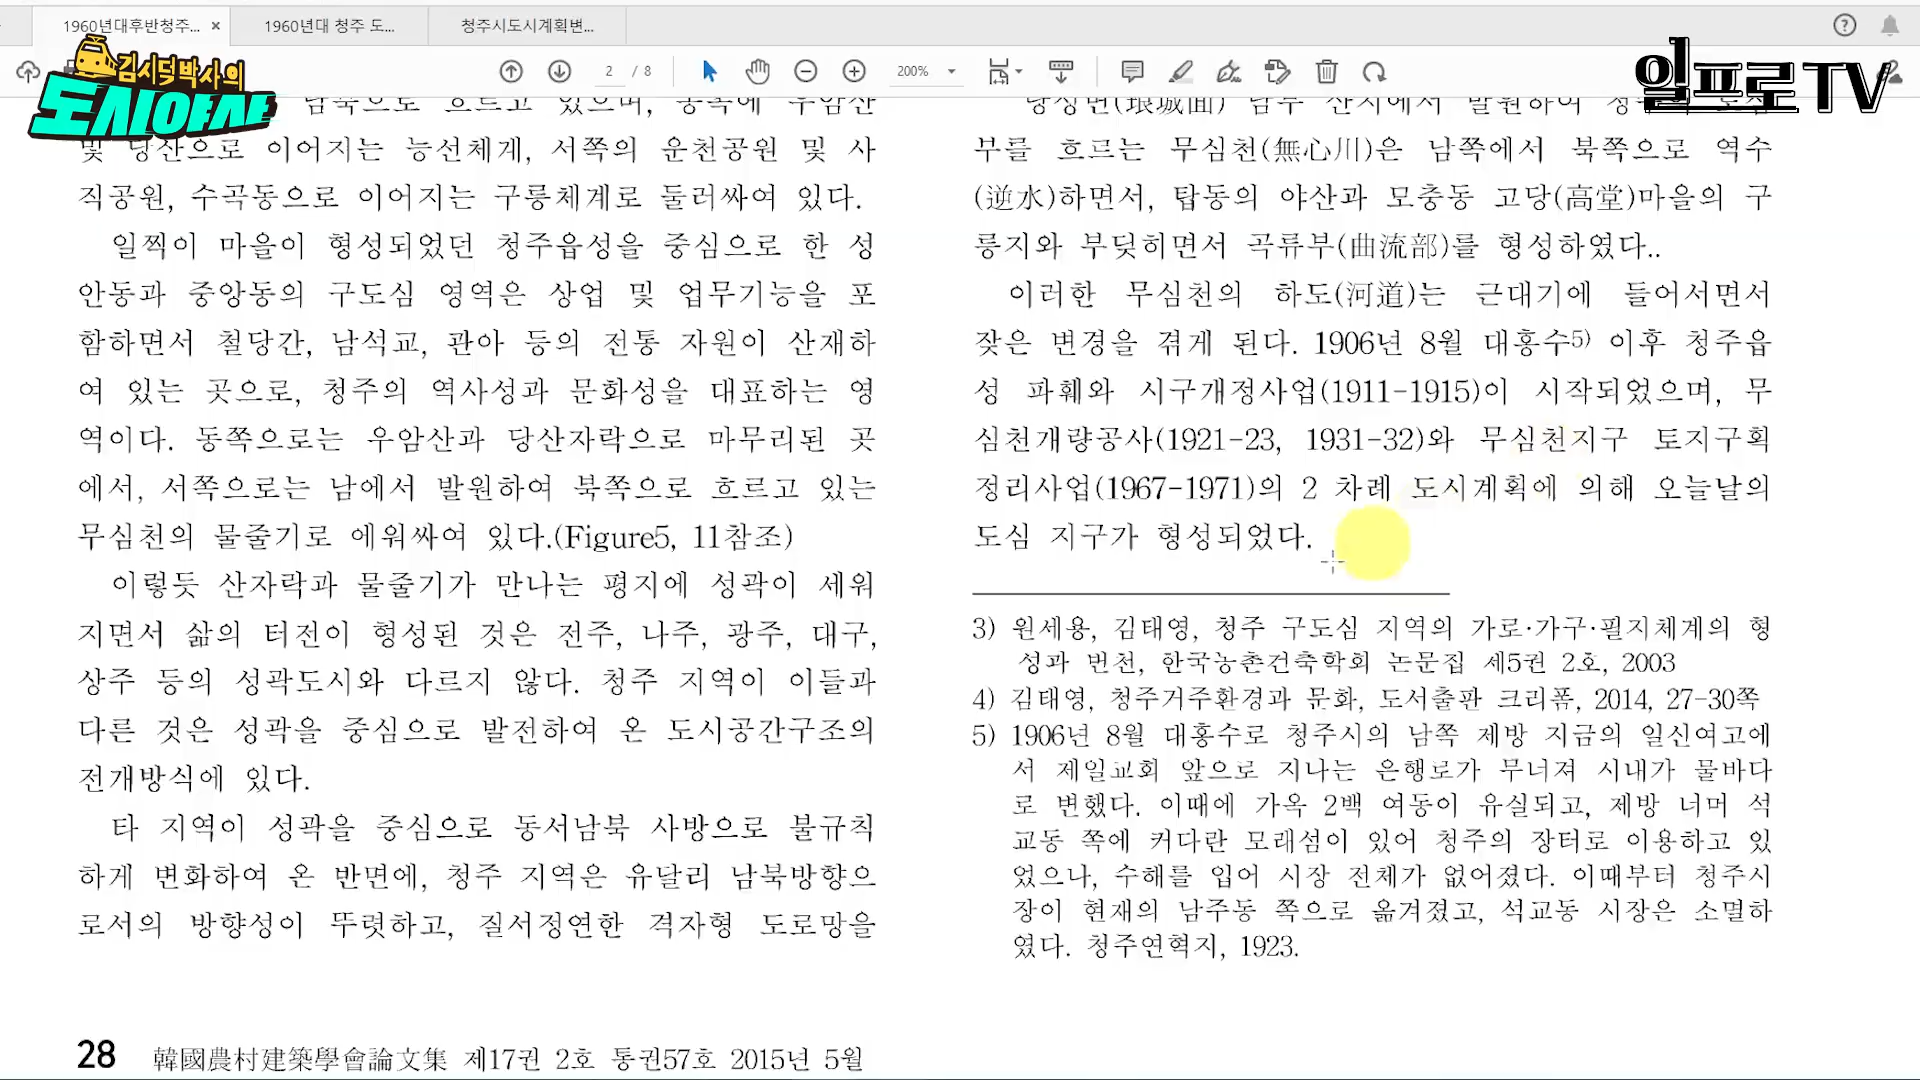 1960년대후반청주... ×
1960년대 청주 도...
청주시도시계획변...
김시덕박사의
도시야사
2 / 8
200%
일프로TV
남북으로 흐르고 있으며, 동쪽에 우암산
및 당산으로 이어지는 능선체계, 서쪽의 운천공원 및 사
직공원, 수곡동으로 이어지는 구릉체계로 둘러싸여 있다.
일찍이 마을이 형성되었던 청주읍성을 중심으로 한 성
안동과 중앙동의 구도심 영역은 상업 및 업무기능을 포
함하면서 철당간, 남석교, 관아 등의 전통 자원이 산재하
여 있는 곳으로, 청주의 역사성과 문화성을 대표하는 영
역이다. 동쪽으로는 우암산과 당산자락으로 마무리된 곳
에서, 서쪽으로는 남에서 발원하여 북쪽으로 흐르고 있는
무심천의 물줄기로 에워싸여 있다.(Figure5, 11참조)
이렇듯 산자락과 물줄기가 만나는 평지에 성곽이 세워
지면서 삶의 터전이 형성된 것은 전주, 나주, 광주, 대구,
상주 등의 성곽도시와 다르지 않다. 청주 지역이 이들과
다른 것은 성곽을 중심으로 발전하여 온 도시공간구조의
전개방식에 있다.
타 지역이 성곽을 중심으로 동서남북 사방으로 불규칙
하게 변화하여 온 반면에, 청주 지역은 유달리 남북방향으
로서의 방향성이 뚜렷하고, 질서정연한 격자형 도로망을
낭성면(琅城面) 남부 산지에서 발원하여
부를 흐르는 무심천(無心川)은 남쪽에서 북쪽으로 역수
(逆水)하면서, 탑동의 야산과 모충동 고당(高堂)마을의 구
릉지와 부딪히면서 곡류부(曲流部)를 형성하였다..
이러한 무심천의 하도(河道)는 근대기에 들어서면서
잦은 변경을 겪게 된다. 1906년 8월 대홍수5) 이후 청주읍
성 파훼와 시구개정사업(1911-1915)이 시작되었으며, 무
심천개량공사(1921-23, 1931-32)와 무심천지구 토지구획
정리사업(1967-1971)의 2 차례 도시계획에 의해 오늘날의
도심 지구가 형성되었다.
3) 원세용, 김태영, 청주 구도심 지역의 가로·가구·필지체계의 형
성과 변천, 한국농촌건축학회 논문집 제5권 2호, 2003
4) 김태영, 청주거주환경과 문화, 도서출판 크리폼, 2014, 27-30쪽
5) 1906년 8월 대홍수로 청주시의 남쪽 제방 지금의 일신여고에
서 제일교회 앞으로 지나는 은행로가 무너져 시내가 물바다
로 변했다. 이때에 가옥 2백 여동이 유실되고, 제방 너머 석
교동 쪽에 커다란 모래섬이 있어 청주의 장터로 이용하고 있
었으나, 수해를 입어 시장 전체가 없어졌다. 이때부터 청주시
장이 현재의 남주동 쪽으로 옮겨졌고, 석교동 시장은 소멸하
였다. 청주연혁지, 1923.
28 韓國農村建築學會論文集 제17권 2호 통권57호 2015년 5월